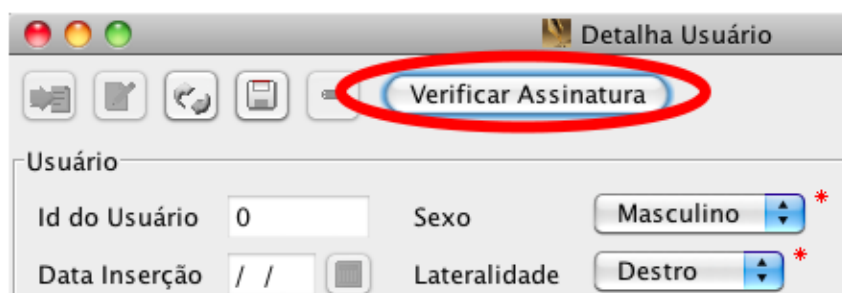 Detalha Usuário
Verificar Assinatura
Usuário
Id do Usuário 0 Sexo Masculino *
Data Inserção / / Lateralidade Destro *